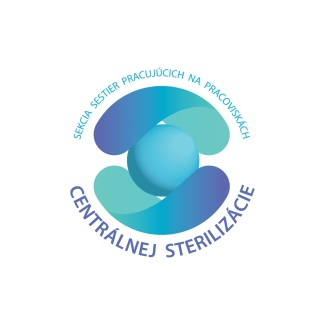 SEKCIA SESTIER PRACUJÚCICH NA PRACOVISKÁCH
CENTRÁLNEJ STERILIZÁCIE